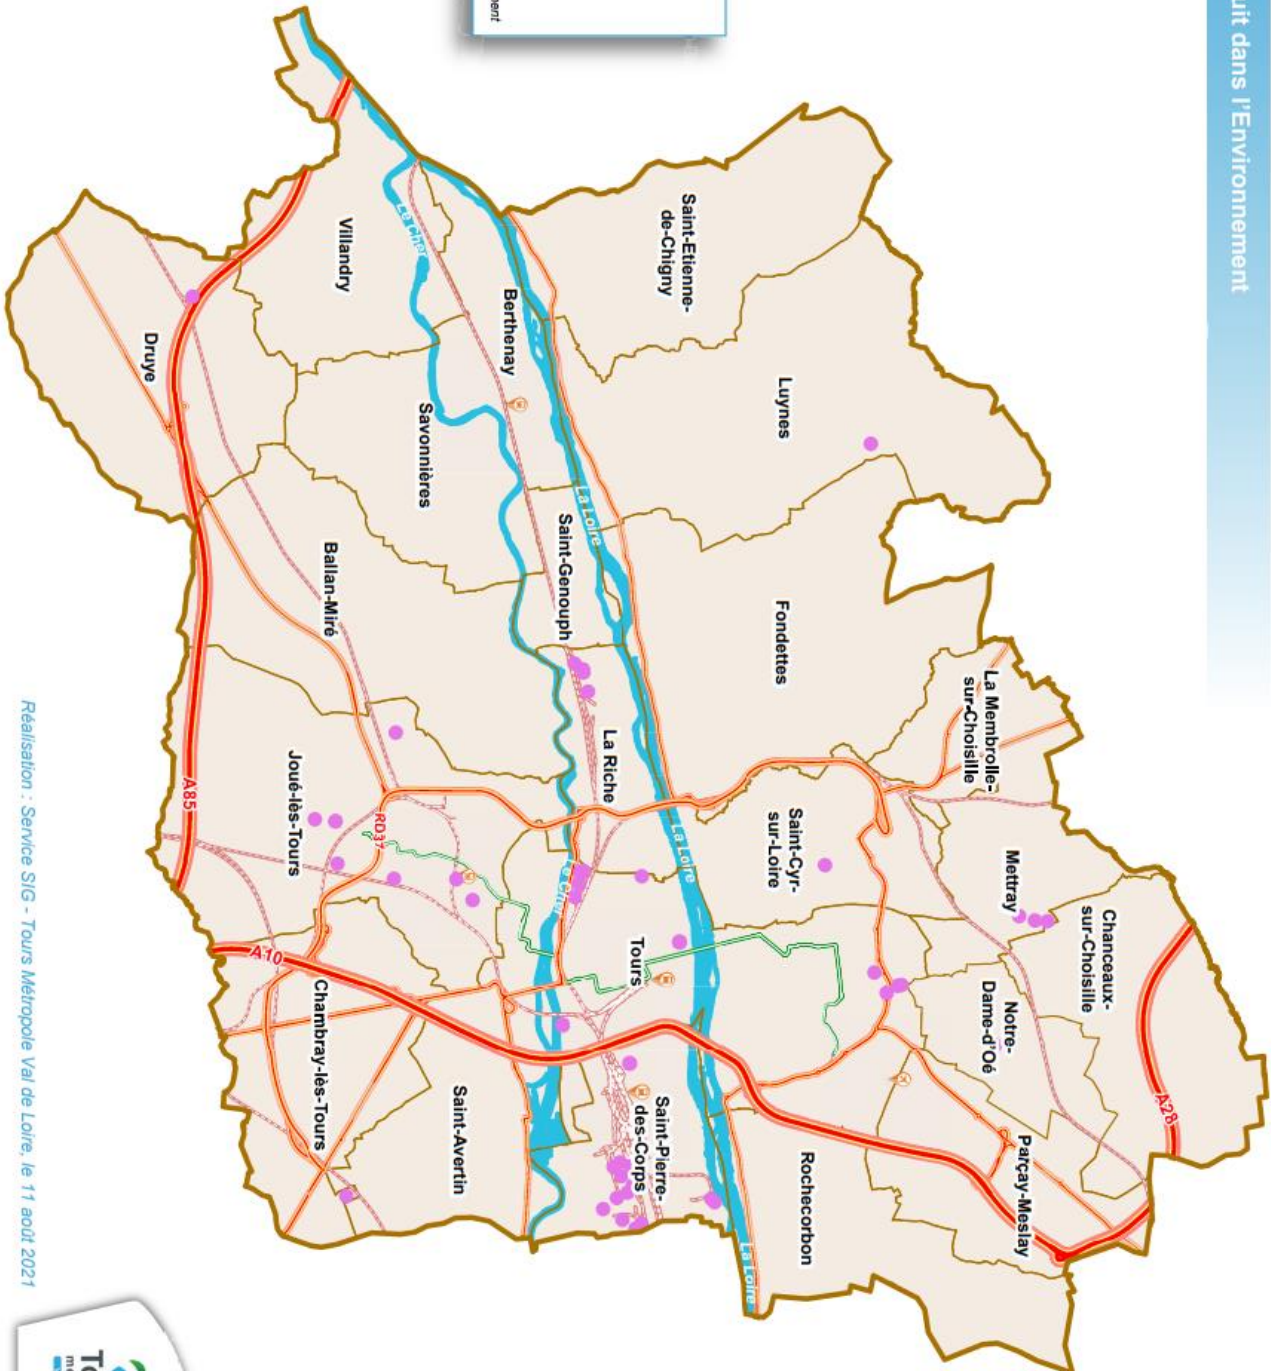 uit dans l'Environnement
A28
Chanceaux-
sur-Choisille
La Membrolle-
sur-Choisille
Mettray
Notre-
Dame-d'Oé
Parçay-Meslay
Luynes
Fondettes
Saint-Cyr-
sur-Loire
Rochecorbon
La Loire
Saint-Etienne-
de-Chigny
La Loire
Tours
Saint-Pierre-
des-Corps
La Riche
La Loire
Saint-Genouph
Le Cher
Berthenay
Saint-Avertin
Savonnières
Le Cher
RD37
Villandry
Ballan-Miré
Joué-lès-Tours
Chambray-lès-Tours
A10
A85
Druye
Réalisation : Service SIG - Tours Métropole Val de Loire, le 11 août 2021